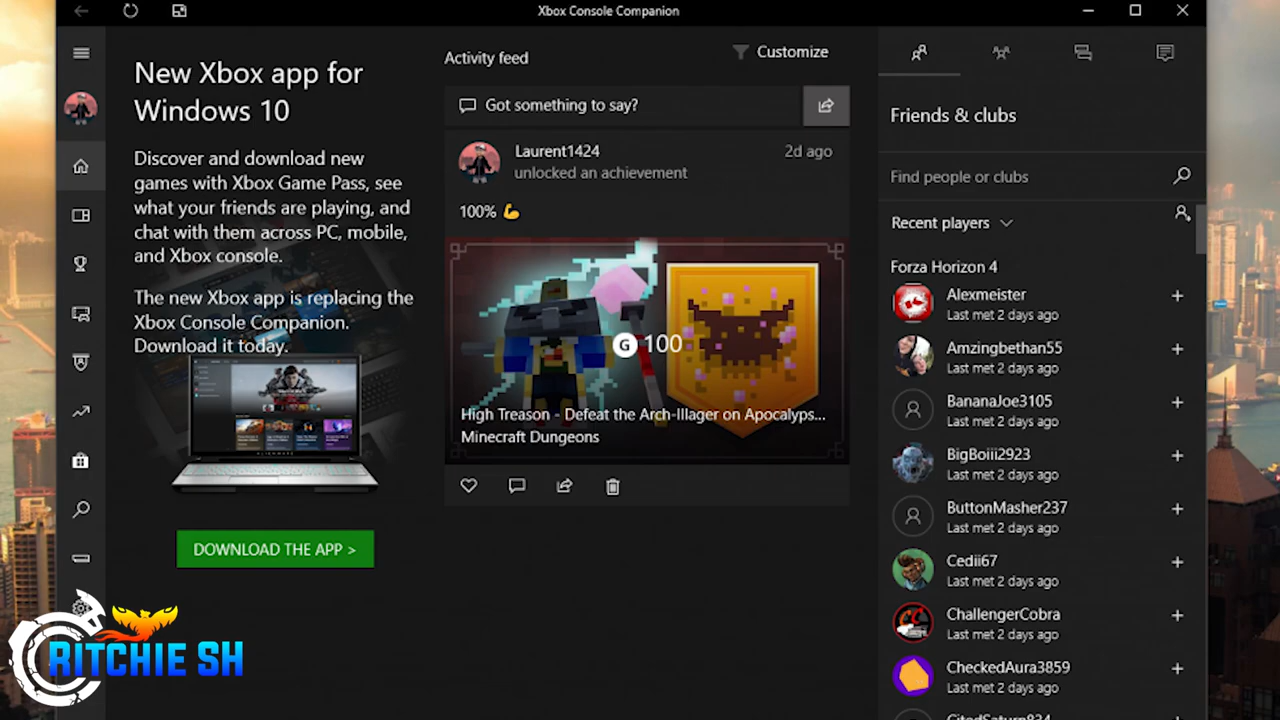 Xbox Console Companion
New Xbox app for
Windows 10
Discover and download new
games with Xbox Game Pass, see
what your friends are playing, and
chat with them across PC, mobile,
and Xbox console.
The new Xbox app is replacing the
Xbox Console Companion.
Download it today.
ALIENWARE
DOWNLOAD THE APP >
Activity feed
Customize
Got something to say?
Laurent1424
2d ago
unlocked an achievement
100% 💪
G 100
High Treason - Defeat the Arch-Illager on Apocalyps...
Minecraft Dungeons
Friends & clubs
Find people or clubs
Recent players
Forza Horizon 4
Alexmeister
Last met 2 days ago
Amzingbethan55
Last met 2 days ago
BananaJoe3105
Last met 2 days ago
BigBoiii2923
Last met 2 days ago
ButtonMasher237
Last met 2 days ago
Cedii67
Last met 2 days ago
ChallengerCobra
Last met 2 days ago
CheckedAura3859
Last met 2 days ago
CitedSaturn834
RITCHIE SH